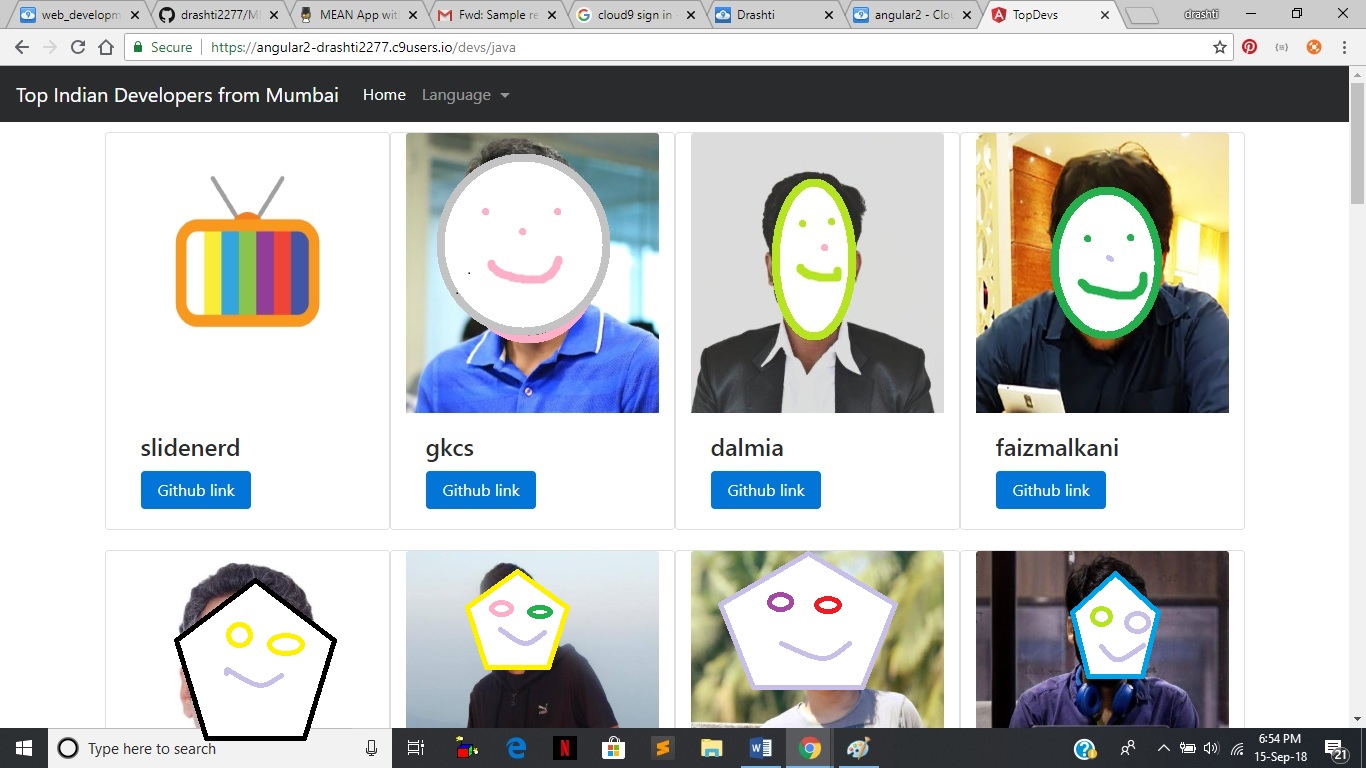 web_developm
drashti2277/M
MEAN App wit
Fwd: Sample re
cloud9 sign in
Drashti
angular2 - Clou
TopDevs
drashti
Secure
https://angular2-drashti2277.c9users.io/devs/java
Top Indian Developers from Mumbai
Home
Language
slidenerd
gkcs
dalmia
faizmalkani
Github link
Github link
Github link
Github link
Type here to search
6:54 PM
15-Sep-18
21